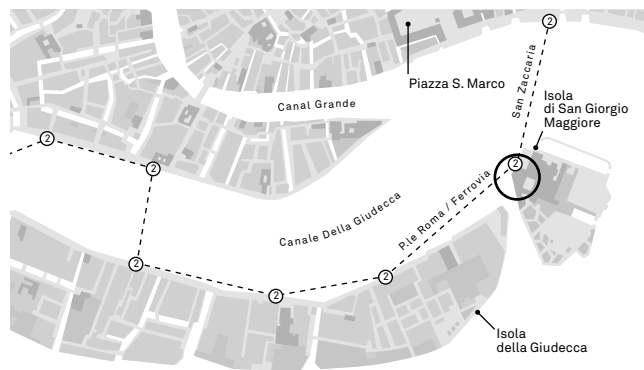 2
San Zaccaria
Piazza S. Marco
Isola
di San Giorgio
Maggiore
Canal Grande
2
2
2
P.le Roma / Ferrovia
Canale Della Giudecca
2
2
2
Isola
della Giudecca